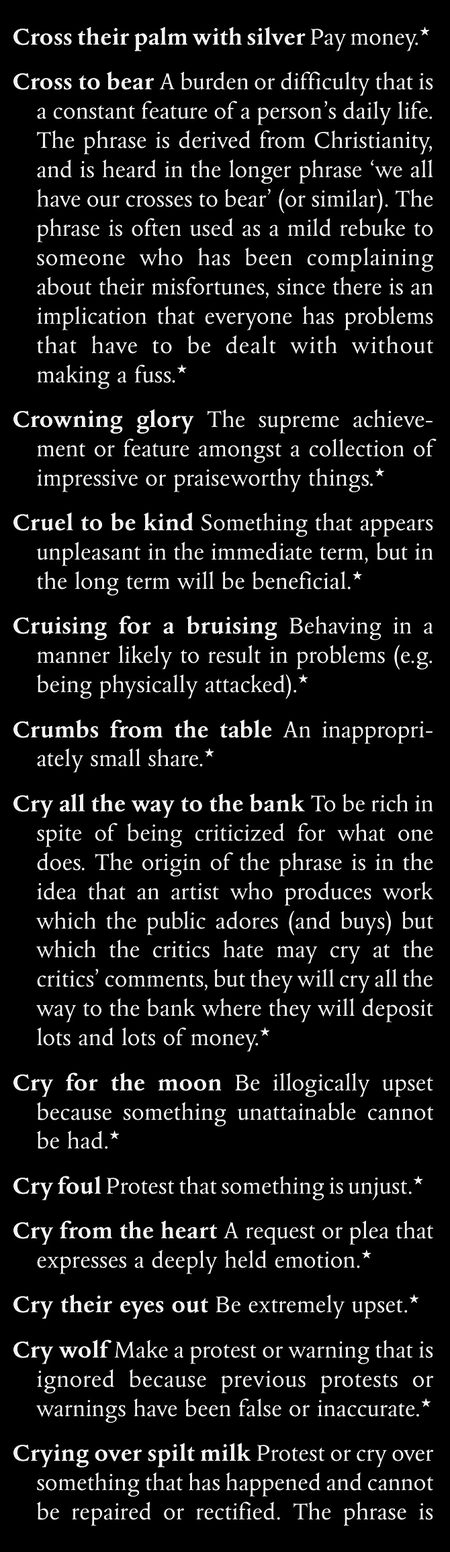 Cross their palm with silver Pay money.★
Cross to bear A burden or difficulty that is
a constant feature of a person’s daily life.
The phrase is derived from Christianity,
and is heard in the longer phrase ‘we all
have our crosses to bear’ (or similar). The
phrase is often used as a mild rebuke to
someone who has been complaining
about their misfortunes, since there is an
implication that everyone has problems
that have to be dealt with without
making a fuss.★
Crowning glory The supreme achieve-
ment or feature amongst a collection of
impressive or praiseworthy things.★
Cruel to be kind Something that appears
unpleasant in the immediate term, but in
the long term will be beneficial.★
Cruising for a bruising Behaving in a
manner likely to result in problems (e.g.
being physically attacked).★
Crumbs from the table An inappropri-
ately small share.★
Cry all the way to the bank To be rich in
spite of being criticized for what one
does. The origin of the phrase is in the
idea that an artist who produces work
which the public adores (and buys) but
which the critics hate may cry at the
critics’ comments, but they will cry all the
way to the bank where they will deposit
lots and lots of money.★
Cry for the moon Be illogically upset
because something unattainable cannot
be had.★
Cry foul Protest that something is unjust.★
Cry from the heart A request or plea that
expresses a deeply held emotion.★
Cry their eyes out Be extremely upset.★
Cry wolf Make a protest or warning that is
ignored because previous protests or
warnings have been false or inaccurate.★
Crying over spilt milk Protest or cry over
something that has happened and cannot
be repaired or rectified. The phrase is